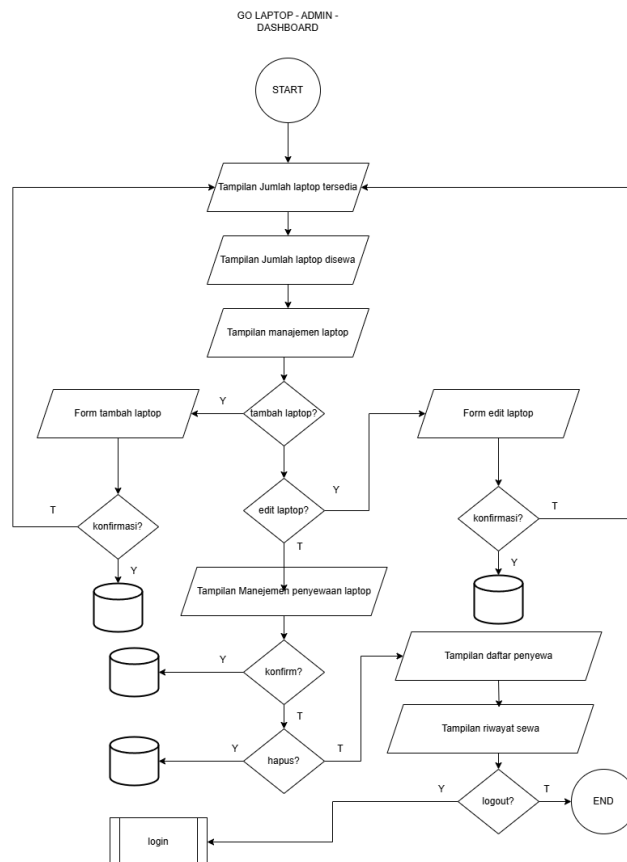 GO LAPTOP - ADMIN -
DASHBOARD
START
Tampilan Jumlah laptop tersedia
Tampilan Jumlah laptop disewa
Tampilan manajemen laptop
Form tambah laptop
Y
tambah laptop?
Form edit laptop
T
konfirmasi?
Y
edit laptop?
Y
T
konfirmasi?
T
Y
Tampilan Manejemen penyewaan laptop
Y
konfirm?
T
Tampilan daftar penyewa
Y
hapus?
T
Tampilan riwayat sewa
Y
logout?
T
END
login